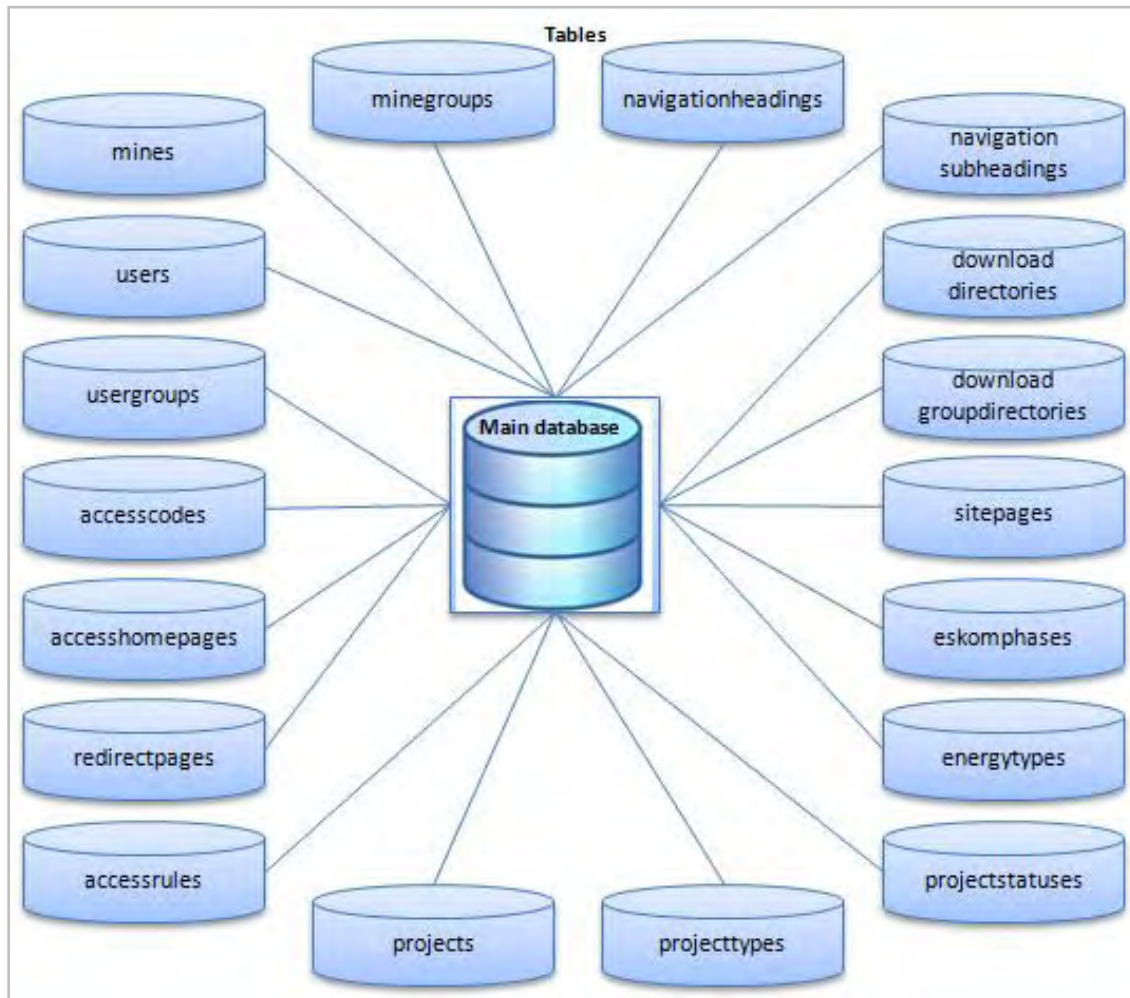 Tables
minegroups
navigationheadings
mines
navigation
subheadings
users
download
directories
usergroups
download
groupdirectories
Main database
accesscodes
sitepages
accesshomepages
eskomphases
redirectpages
energytypes
accessrules
projectstatuses
projects
projecttypes